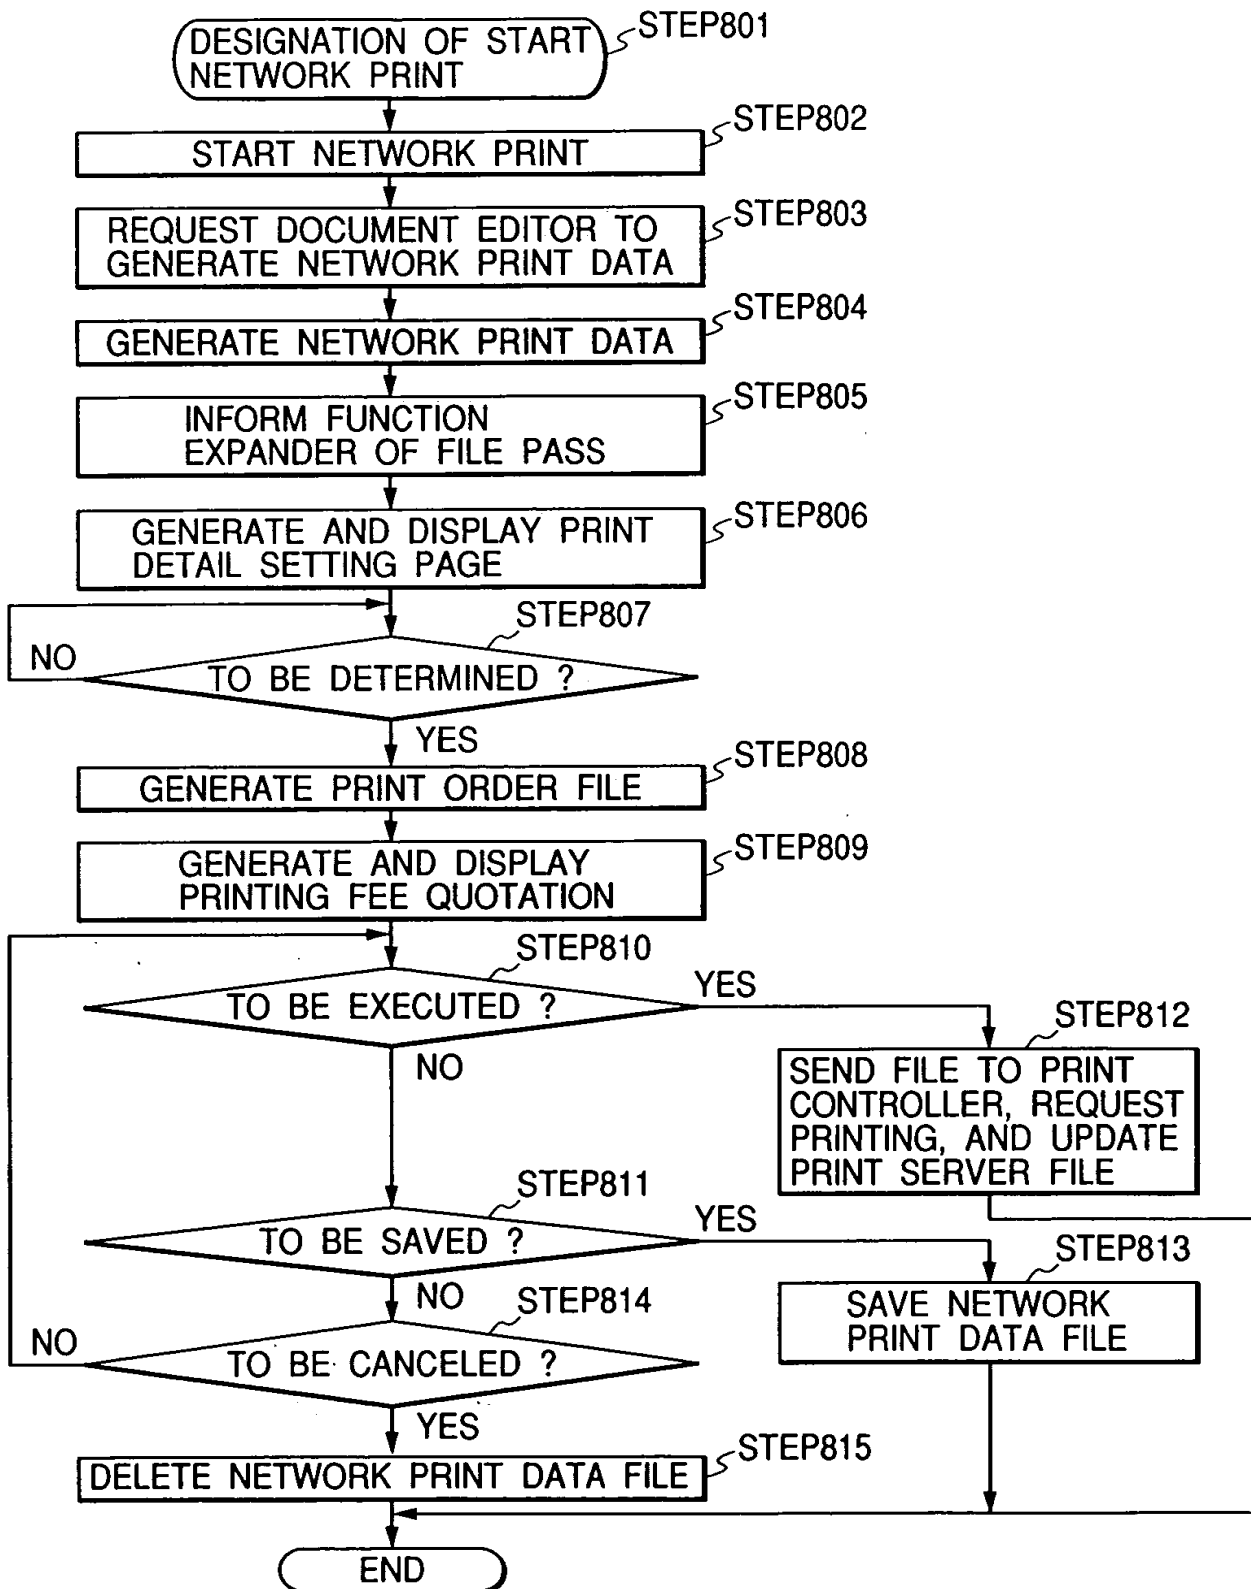 DESIGNATION OF START
NETWORK PRINT
STEP801
START NETWORK PRINT
STEP802
REQUEST DOCUMENT EDITOR TO
GENERATE NETWORK PRINT DATA
STEP803
GENERATE NETWORK PRINT DATA
STEP804
INFORM FUNCTION
EXPANDER OF FILE PASS
STEP805
GENERATE AND DISPLAY PRINT
DETAIL SETTING PAGE
STEP806
STEP807
NO
TO BE DETERMINED ?
YES
STEP808
GENERATE PRINT ORDER FILE
STEP809
GENERATE AND DISPLAY
PRINTING FEE QUOTATION
STEP810
TO BE EXECUTED ?
YES
NO
STEP812
SEND FILE TO PRINT
CONTROLLER, REQUEST
PRINTING, AND UPDATE
PRINT SERVER FILE
STEP811
TO BE SAVED ?
YES
NO
STEP813
SAVE NETWORK
PRINT DATA FILE
STEP814
NO
TO BE CANCELED ?
YES
STEP815
DELETE NETWORK PRINT DATA FILE
END